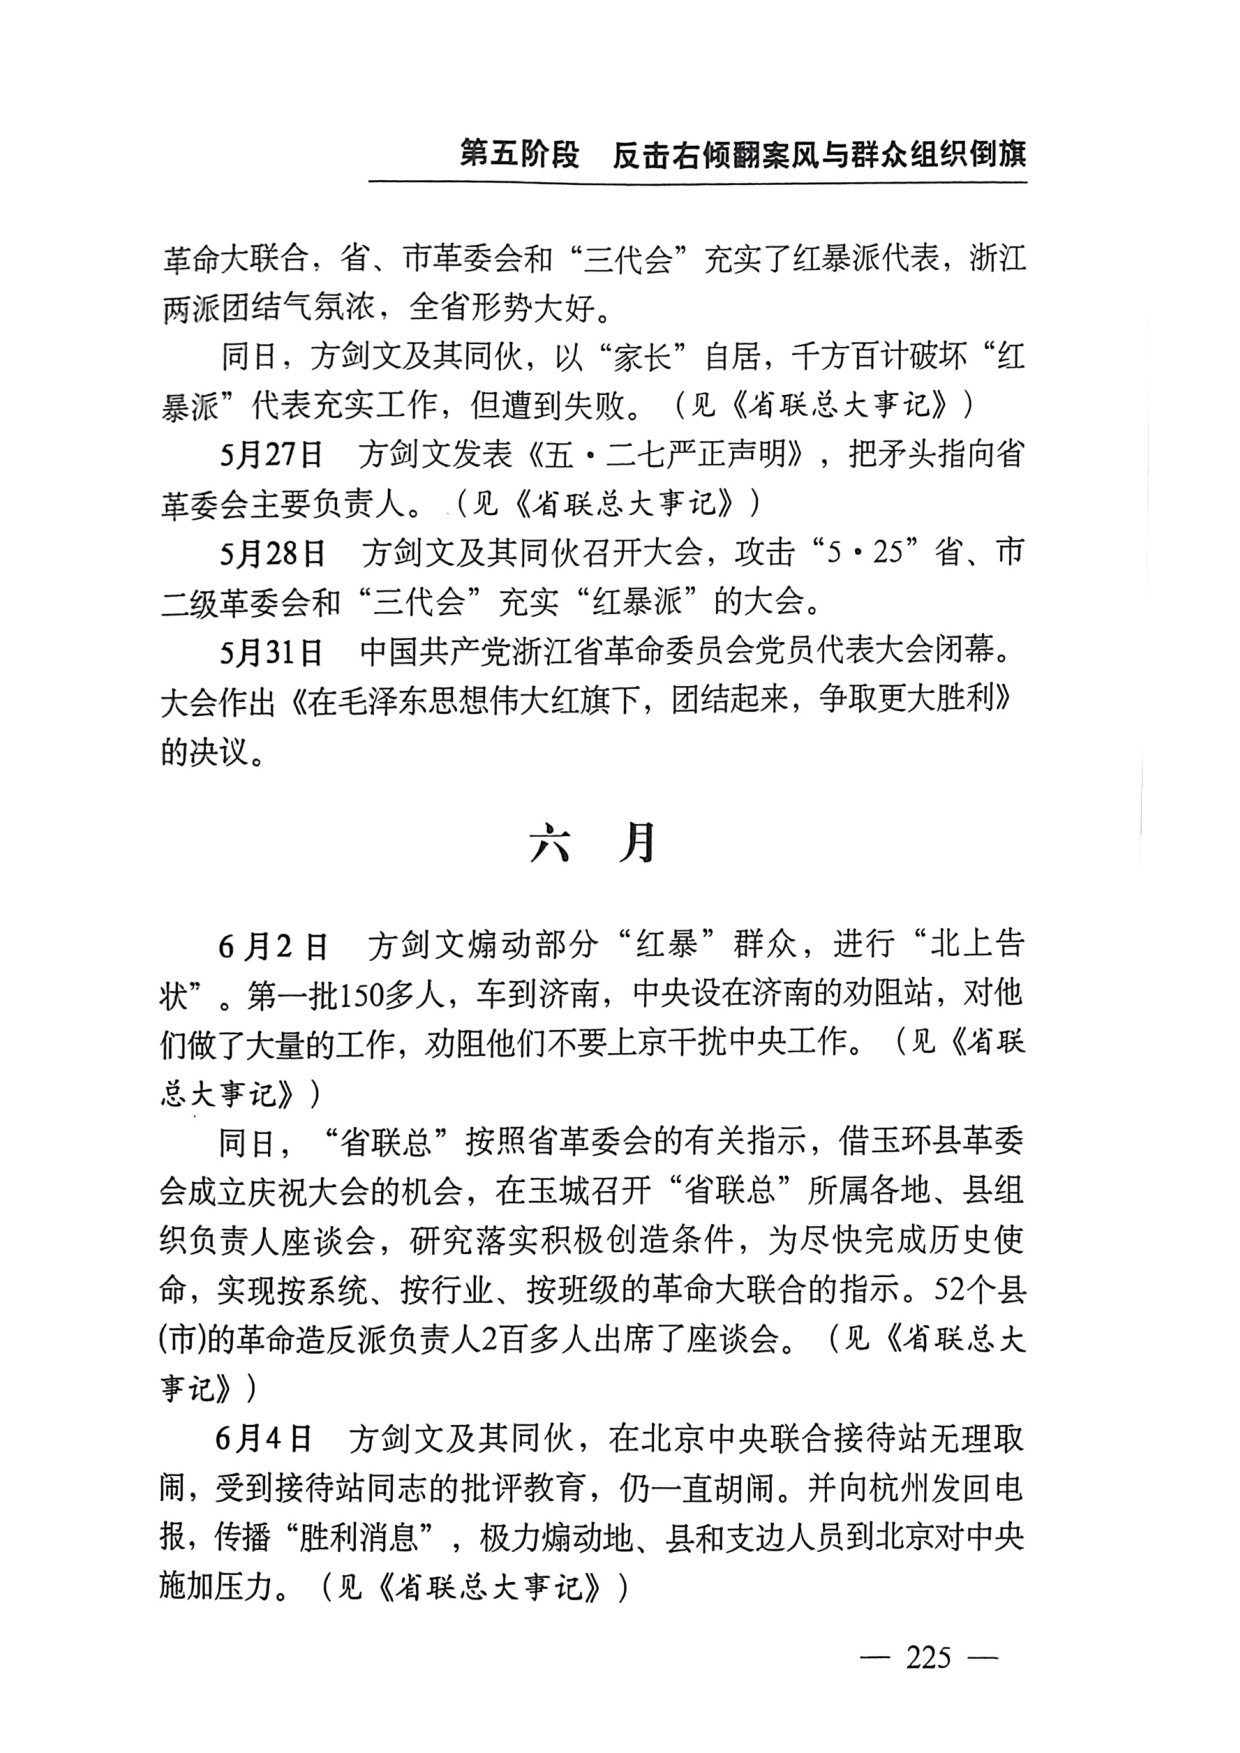 第五阶段　反击右倾翻案风与群众组织倒旗
革命大联合，省、市革委会和“三代会”充实了红暴派代表，浙江
两派团结气氛浓，全省形势大好。
同日，方剑文及其同伙，以“家长”自居，千方百计破坏“红
暴派”代表充实工作，但遭到失败。（见《省联总大事记》）
5月27日　方剑文发表《五·二七严正声明》，把矛头指向省
革委会主要负责人。（见《省联总大事记》）
5月28日　方剑文及其同伙召开大会，攻击“5·25”省、市
二级革委会和“三代会”充实“红暴派”的大会。
5月31日　中国共产党浙江省革命委员会党员代表大会闭幕。
大会作出《在毛泽东思想伟大红旗下，团结起来，争取更大胜利》
的决议。
六　月
6月2日　方剑文煽动部分“红暴”群众，进行“北上告
状”。第一批150多人，车到济南，中央设在济南的劝阻站，对他
们做了大量的工作，劝阻他们不要上京干扰中央工作。（见《省联
总大事记》）
同日，“省联总”按照省革委会的有关指示，借玉环县革委
会成立庆祝大会的机会，在玉城召开“省联总”所属各地、县组
织负责人座谈会，研究落实积极创造条件，为尽快完成历史使
命，实现按系统、按行业、按班级的革命大联合的指示。52个县
(市)的革命造反派负责人2百多人出席了座谈会。（见《省联总大
事记》）
6月4日　方剑文及其同伙，在北京中央联合接待站无理取
闹，受到接待站同志的批评教育，仍一直胡闹。并向杭州发回电
报，传播“胜利消息”，极力煽动地、县和支边人员到北京对中央
施加压力。（见《省联总大事记》）
— 225 —